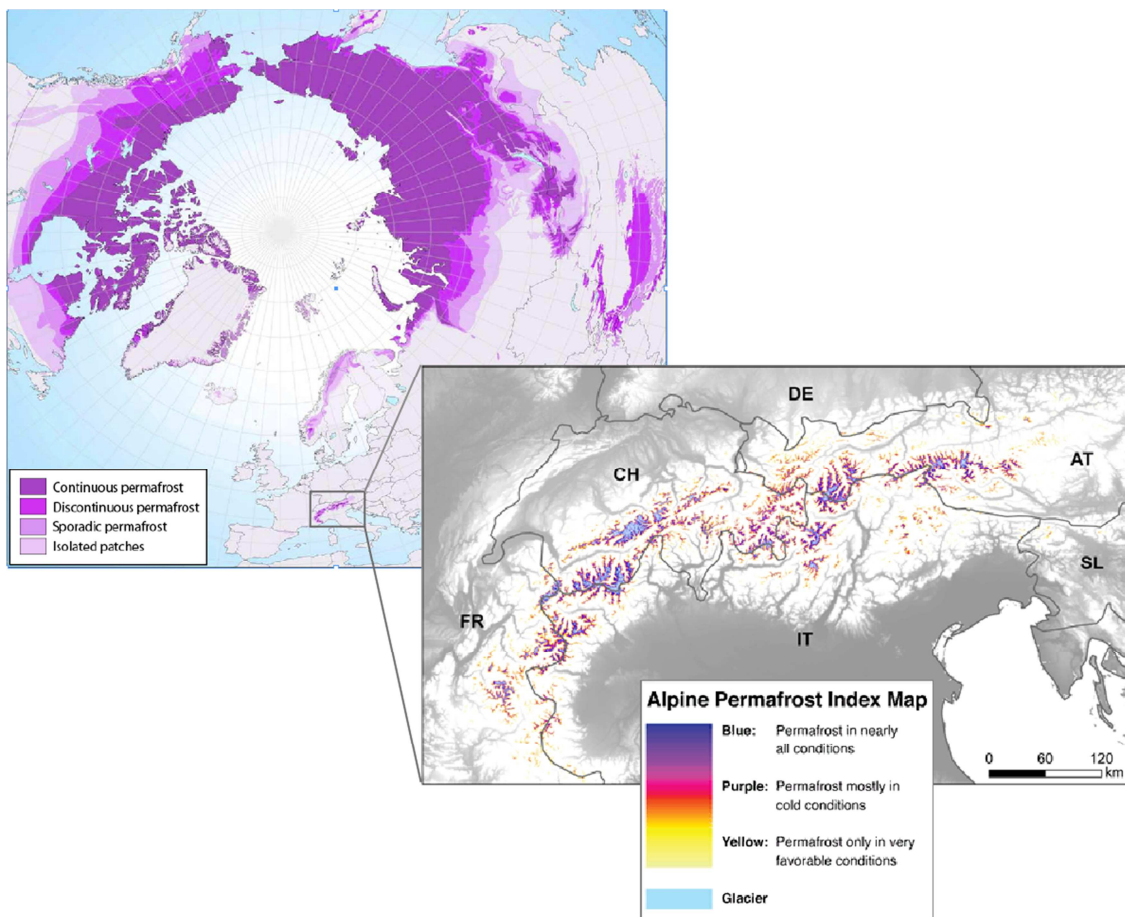 Continuous permafrost
Discontinuous permafrost
Sporadic permafrost
Isolated patches
DE
CH
AT
SL
FR
IT
Alpine Permafrost Index Map
Blue: Permafrost in nearly
all conditions
Purple: Permafrost mostly in
cold conditions
Yellow: Permafrost only in very
favorable conditions
Glacier
0 60 120
km